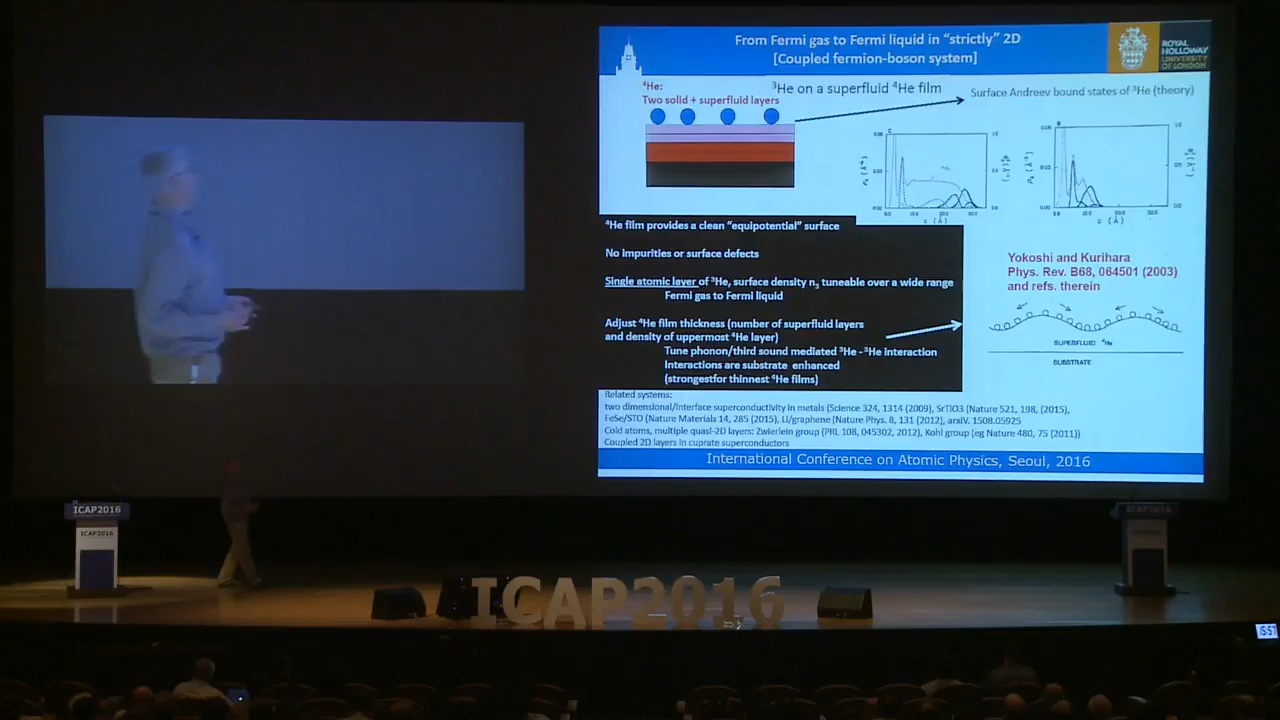 From Fermi gas to Fermi liquid in "strictly" 2D
[Coupled fermion-boson system]
ROYAL
HOLLOWAY
UNIVERSITY
OF LONDON
⁴He:
Two solid + superfluid layers
³He on a superfluid ⁴He film
Surface Andreev bound states of ³He (theory)
⁴He film provides a clean "equipotential" surface
No impurities or surface defects
Single atomic layer of ³He, surface density n₃ tuneable over a wide range
Fermi gas to Fermi liquid
Adjust ⁴He film thickness (number of superfluid layers
and density of uppermost ⁴He layer)
Tune phonon/third sound mediated ³He - ³He interaction
Interactions are substrate enhanced
(strongestfor thinnest ⁴He films)
Yokoshi and Kurihara
Phys. Rev. B68, 064501 (2003)
and refs. therein
SUPERFLUID ⁴He
SUBSTRATE
Related systems:
two dimensional/interface superconductivity in metals (Science 324, 1314 (2009), SrTiO3 (Nature 521, 198, (2015),
FeSe/STO (Nature Materials 14, 285 (2015), Li/graphene (Nature Phys. 8, 131 (2012), arxiv. 1508.05925
Cold atoms, multiple quasi-2D layers: Zwierlein group (PRL 108, 045302, 2012), Kohl group (eg Nature 480, 75 (2011))
Coupled 2D layers in cuprate superconductors
International Conference on Atomic Physics, Seoul, 2016
ICAP2016
ICAP2016
ICAP2016
ICAP2016
15:57